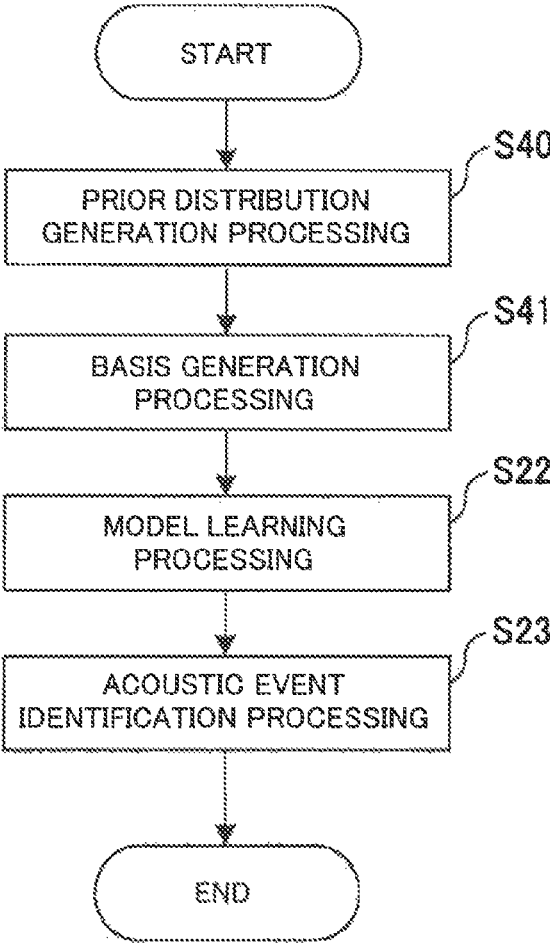 START
S40
PRIOR DISTRIBUTION
GENERATION PROCESSING
S41
BASIS GENERATION
PROCESSING
S22
MODEL LEARNING
PROCESSING
S23
ACOUSTIC EVENT
IDENTIFICATION PROCESSING
END